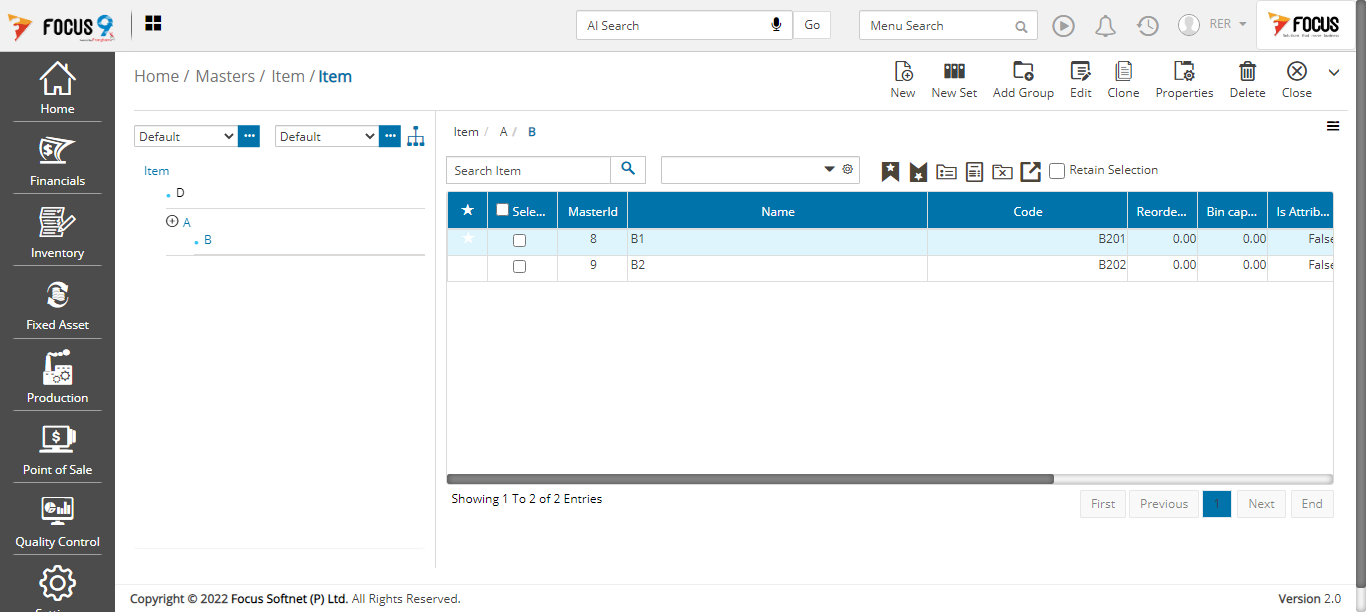 FOCUS 9
AI Search
Go
Menu Search
RER
FOCUS
Home
Financials
Inventory
Fixed Asset
Production
Point of Sale
Quality Control
Home / Masters / Item / Item
New
New Set
Add Group
Edit
Clone
Properties
Delete
Close
Default
Default
Item
D
A
B
Item / A / B
Search Item
Retain Selection
Sele... MasterId Name Code Reorde... Bin cap... Is Attrib...
8 B1 B201 0.00 0.00 False
9 B2 B202 0.00 0.00 False
Showing 1 To 2 of 2 Entries
First Previous 1 Next End
Copyright © 2022 Focus Softnet (P) Ltd. All Rights Reserved.
Version 2.0